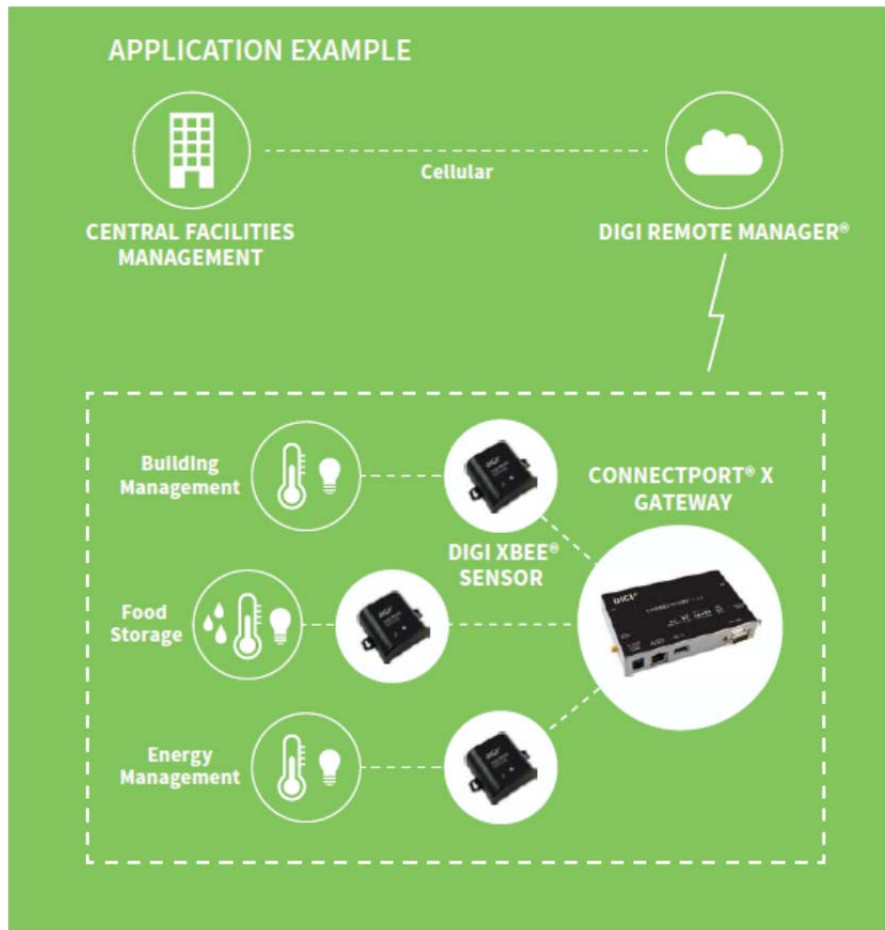 APPLICATION EXAMPLE
Cellular
CENTRAL FACILITIES
MANAGEMENT
DIGI REMOTE MANAGER®
Building
Management
CONNECTPORT® X
GATEWAY
DIGI XBEE®
SENSOR
Food
Storage
Energy
Management
DIGI